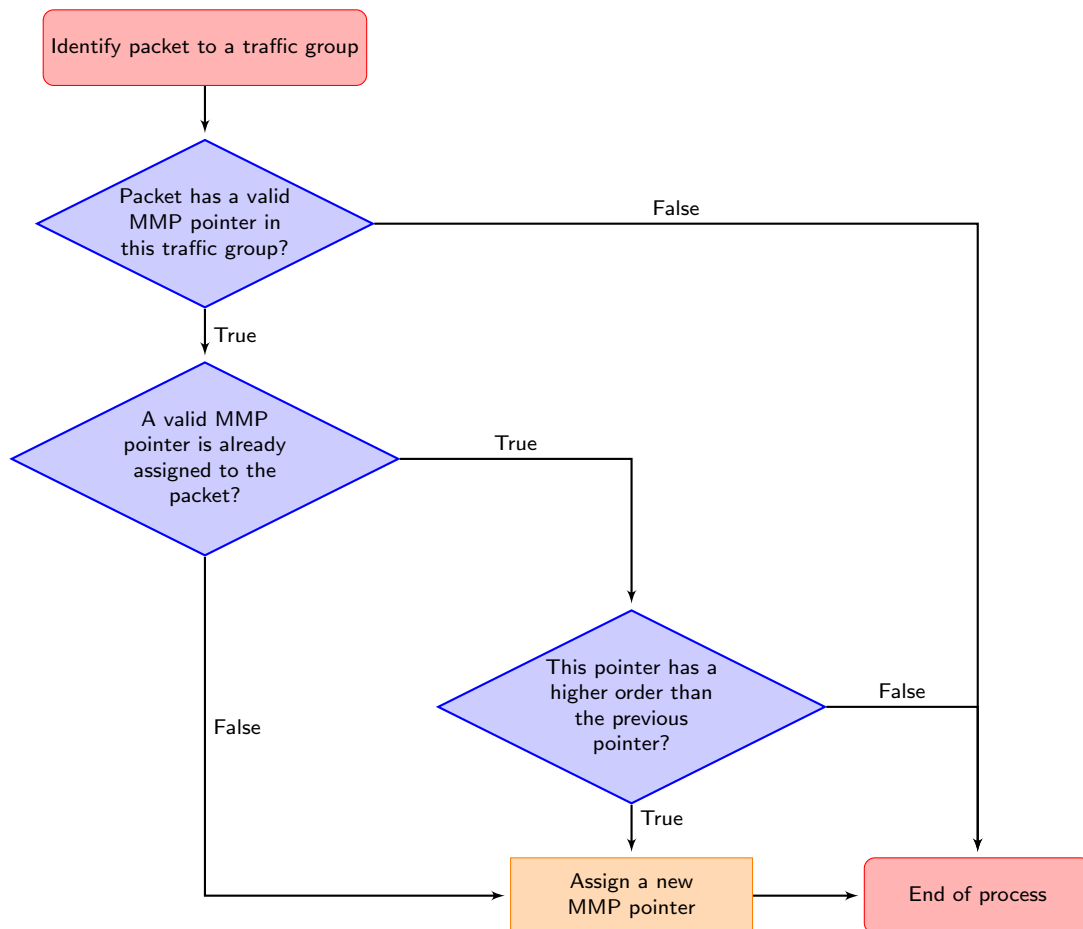 Identify packet to a traffic group
Packet has a valid
MMP pointer in
this traffic group?
False
True
A valid MMP
pointer is already
assigned to the
packet?
True
False
This pointer has a
higher order than
the previous
pointer?
False
True
Assign a new
MMP pointer
End of process